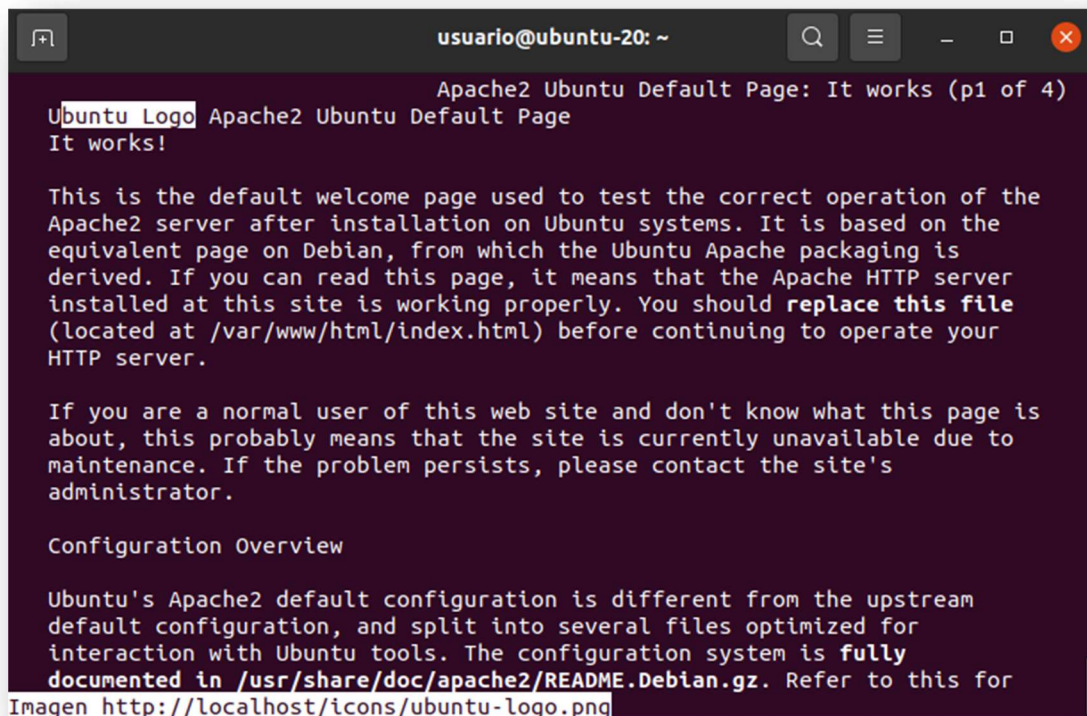 usuario@ubuntu-20: ~
Apache2 Ubuntu Default Page: It works (p1 of 4)
Ubuntu Logo Apache2 Ubuntu Default Page
It works!
This is the default welcome page used to test the correct operation of the
Apache2 server after installation on Ubuntu systems. It is based on the
equivalent page on Debian, from which the Ubuntu Apache packaging is
derived. If you can read this page, it means that the Apache HTTP server
installed at this site is working properly. You should replace this file
(located at /var/www/html/index.html) before continuing to operate your
HTTP server.
If you are a normal user of this web site and don't know what this page is
about, this probably means that the site is currently unavailable due to
maintenance. If the problem persists, please contact the site's
administrator.
Configuration Overview
Ubuntu's Apache2 default configuration is different from the upstream
default configuration, and split into several files optimized for
interaction with Ubuntu tools. The configuration system is fully
documented in /usr/share/doc/apache2/README.Debian.gz. Refer to this for
Imagen http://localhost/icons/ubuntu-logo.png